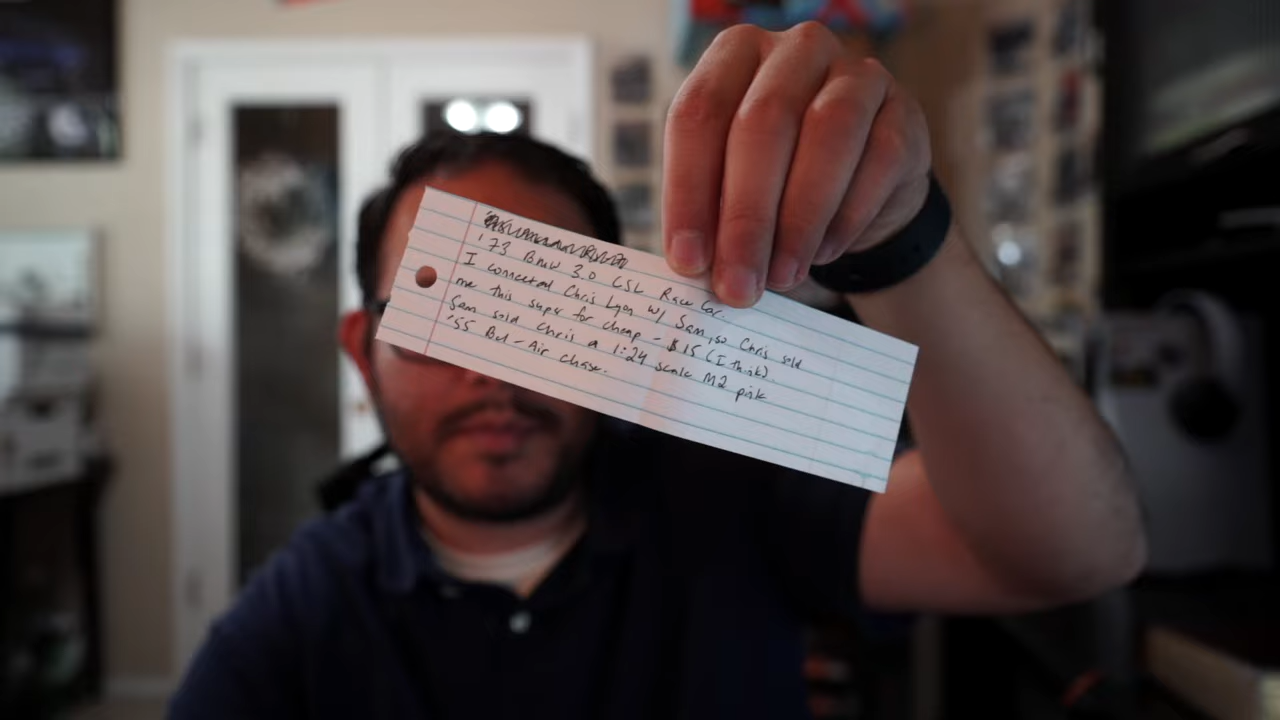 '73 BMW 3.0 CSL Race Car.
I connected Chris Lyon w/ Sam, so Chris sold
me this super for cheap - $15 (I think).
Sam sold Chris a 1:24 scale M2 pink
'55 Bel-Air chase.